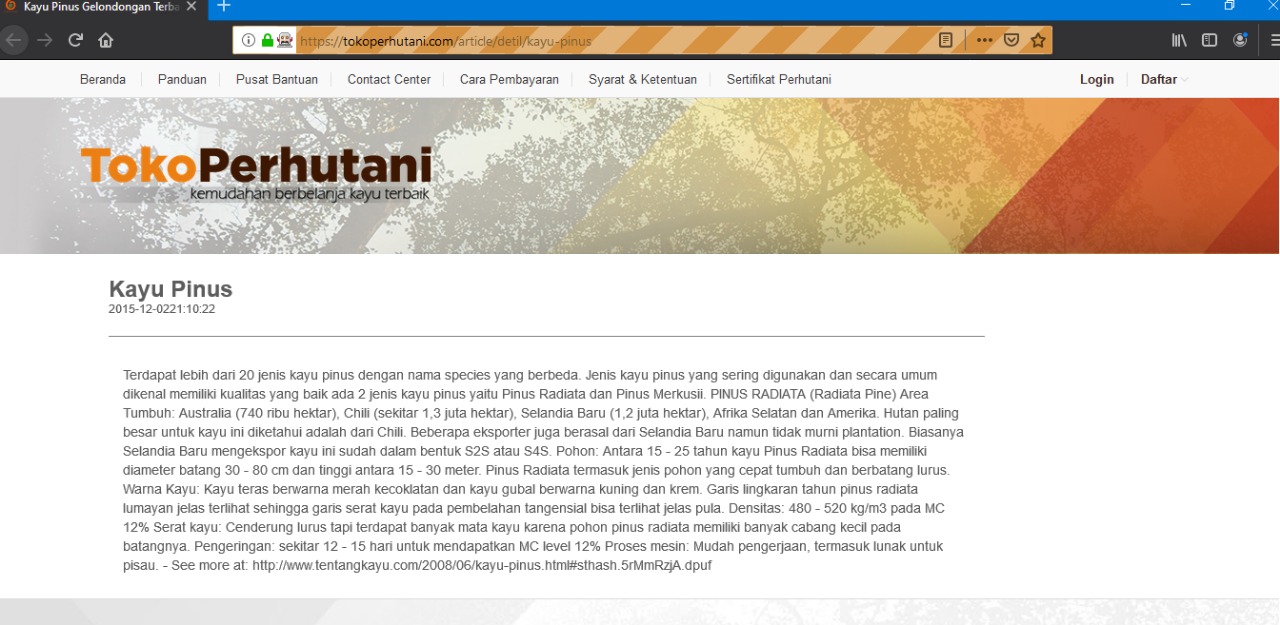 Kayu Pinus Gelondongan Terba
https://tokoperhutani.com/article/detil/kayu-pinus
Beranda Panduan Pusat Bantuan Contact Center Cara Pembayaran Syarat & Ketentuan Sertifikat Perhutani Login Daftar
TokoPerhutani
kemudahan berbelanja kayu terbaik
Kayu Pinus
2015-12-0221:10:22
Terdapat lebih dari 20 jenis kayu pinus dengan nama species yang berbeda. Jenis kayu pinus yang sering digunakan dan secara umum
dikenal memiliki kualitas yang baik ada 2 jenis kayu pinus yaitu Pinus Radiata dan Pinus Merkusii. PINUS RADIATA (Radiata Pine) Area
Tumbuh: Australia (740 ribu hektar), Chili (sekitar 1,3 juta hektar), Selandia Baru (1,2 juta hektar), Afrika Selatan dan Amerika. Hutan paling
besar untuk kayu ini diketahui adalah dari Chili. Beberapa eksporter juga berasal dari Selandia Baru namun tidak murni plantation. Biasanya
Selandia Baru mengekspor kayu ini sudah dalam bentuk S2S atau S4S. Pohon: Antara 15 - 25 tahun kayu Pinus Radiata bisa memiliki
diameter batang 30 - 80 cm dan tinggi antara 15 - 30 meter. Pinus Radiata termasuk jenis pohon yang cepat tumbuh dan berbatang lurus.
Warna Kayu: Kayu teras berwarna merah kecoklatan dan kayu gubal berwarna kuning dan krem. Garis lingkaran tahun pinus radiata
lumayan jelas terlihat sehingga garis serat kayu pada pembelahan tangensial bisa terlihat jelas pula. Densitas: 480 - 520 kg/m3 pada MC
12% Serat kayu: Cenderung lurus tapi terdapat banyak mata kayu karena pohon pinus radiata memiliki banyak cabang kecil pada
batangnya. Pengeringan: sekitar 12 - 15 hari untuk mendapatkan MC level 12% Proses mesin: Mudah pengerjaan, termasuk lunak untuk
pisau. - See more at: http://www.tentangkayu.com/2008/06/kayu-pinus.html#sthash.5rMmRzjA.dpuf